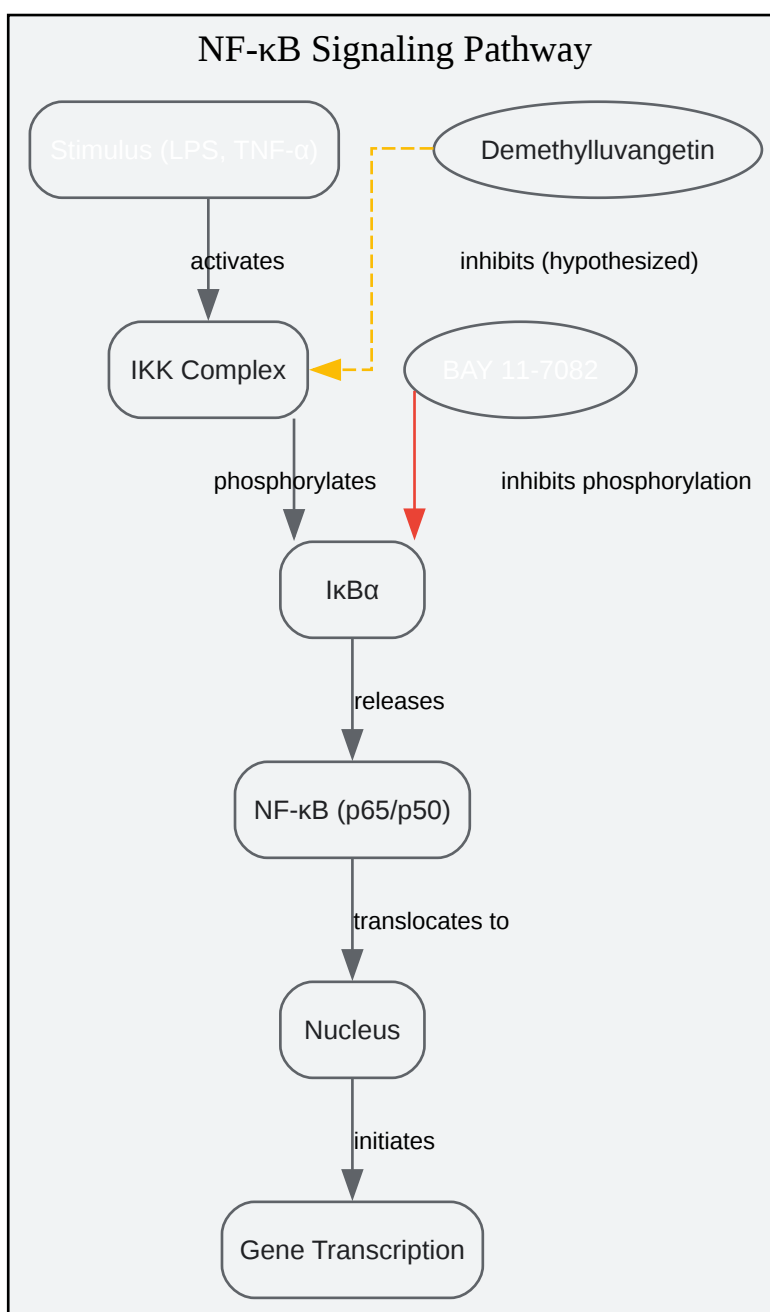 NF-κB Signaling Pathway
Stimulus (LPS, TNF-α)
Demethylluvangetin
activates
inhibits (hypothesized)
IKK Complex
BAY 11-7082
phosphorylates
inhibits phosphorylation
IκBα
releases
NF-κB (p65/p50)
translocates to
Nucleus
initiates
Gene Transcription